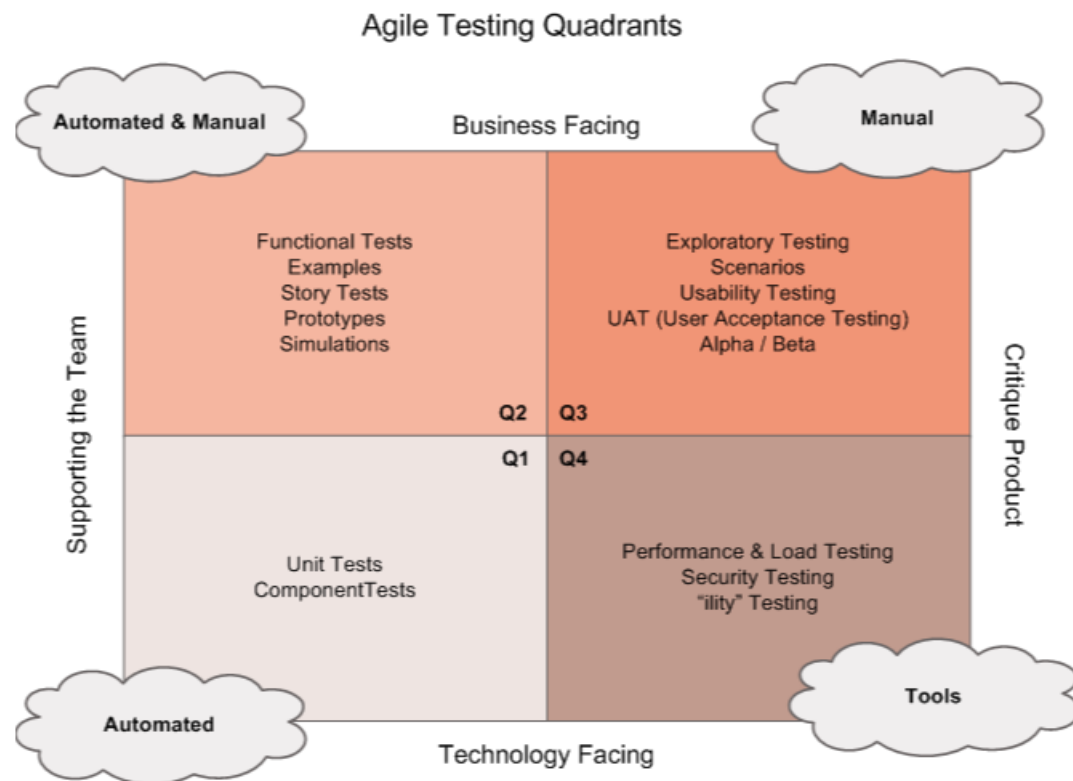 Agile Testing Quadrants
Automated & Manual
Business Facing
Manual
Functional Tests
Examples
Story Tests
Prototypes
Simulations
Exploratory Testing
Scenarios
Usability Testing
UAT (User Acceptance Testing)
Alpha / Beta
Supporting the Team
Critique Product
Q2
Q3
Q1
Q4
Unit Tests
ComponentTests
Performance & Load Testing
Security Testing
“ility” Testing
Automated
Tools
Technology Facing